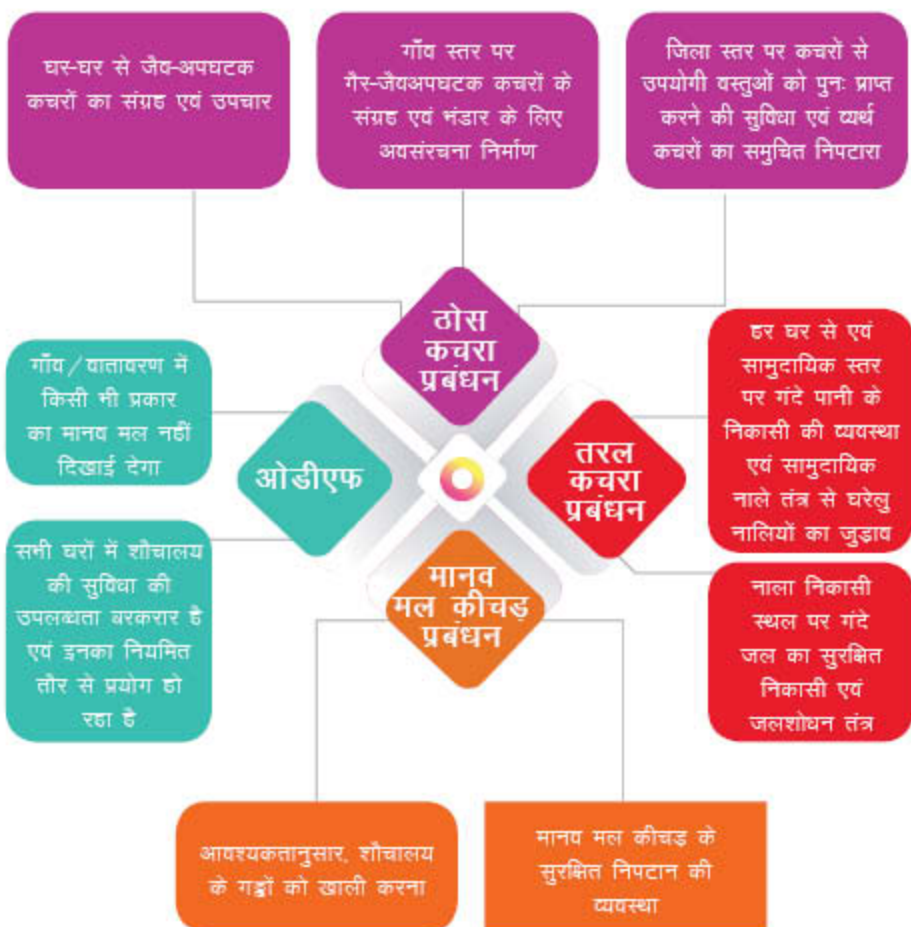 घर-घर से जैव-अपघटक
कचरों का संग्रह एवं उपचार
गाँव स्तर पर
गैर-जैवअपघटक कचरों के
संग्रह एवं भंडार के लिए
अवसंरचना निर्माण
जिला स्तर पर कचरों से
उपयोगी वस्तुओं को पुनः प्राप्त
करने की सुविधा एवं व्यर्थ
कचरों का समुचित निपटारा
ठोस
कचरा
प्रबंधन
गाँव/वातावरण में
किसी भी प्रकार
का मानव मल नहीं
दिखाई देगा
ओडीएफ
तरल
कचरा
प्रबंधन
हर घर से एवं
सामुदायिक स्तर
पर गंदे पानी के
निकासी की व्यवस्था
एवं सामुदायिक
नाले तंत्र से घरेलु
नालियों का जुड़ाव
सभी घरों में शौचालय
की सुविधा की
उपलब्धता बरकरार है
एवं इनका नियमित
तौर से प्रयोग हो
रहा है
मानव
मल कीचड़
प्रबंधन
नाला निकासी
स्थल पर गंदे
जल का सुरक्षित
निकासी एवं
जलशोधन तंत्र
आवश्यकतानुसार, शौचालय
के गड्ढों को खाली करना
मानव मल कीचड़ के
सुरक्षित निपटान की
व्यवस्था